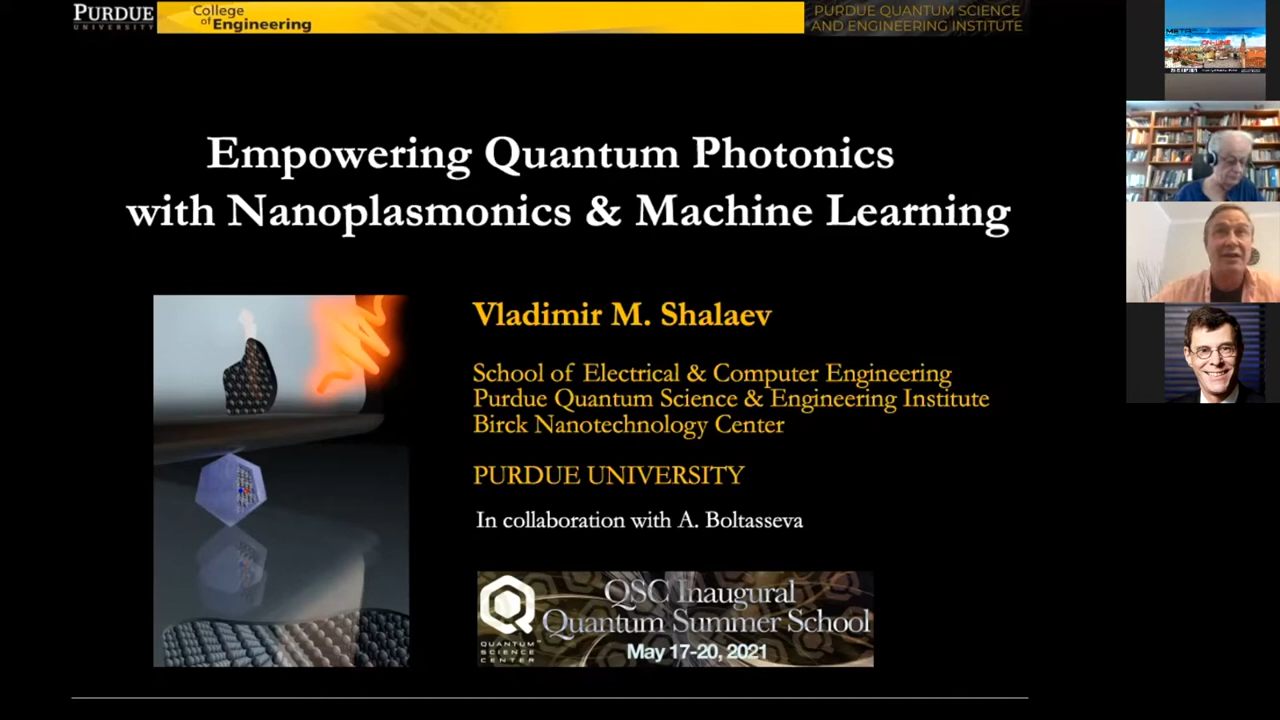 PURDUE
UNIVERSITY
College
of Engineering
PURDUE QUANTUM SCIENCE
AND ENGINEERING INSTITUTE
Empowering Quantum Photonics
with Nanoplasmonics & Machine Learning
Vladimir M. Shalaev
School of Electrical & Computer Engineering
Purdue Quantum Science & Engineering Institute
Birck Nanotechnology Center
PURDUE UNIVERSITY
In collaboration with A. Boltasseva
QUANTUM
SCIENCE
CENTER
QSC Inaugural
Quantum Summer School
May 17-20, 2021
ON-LINE